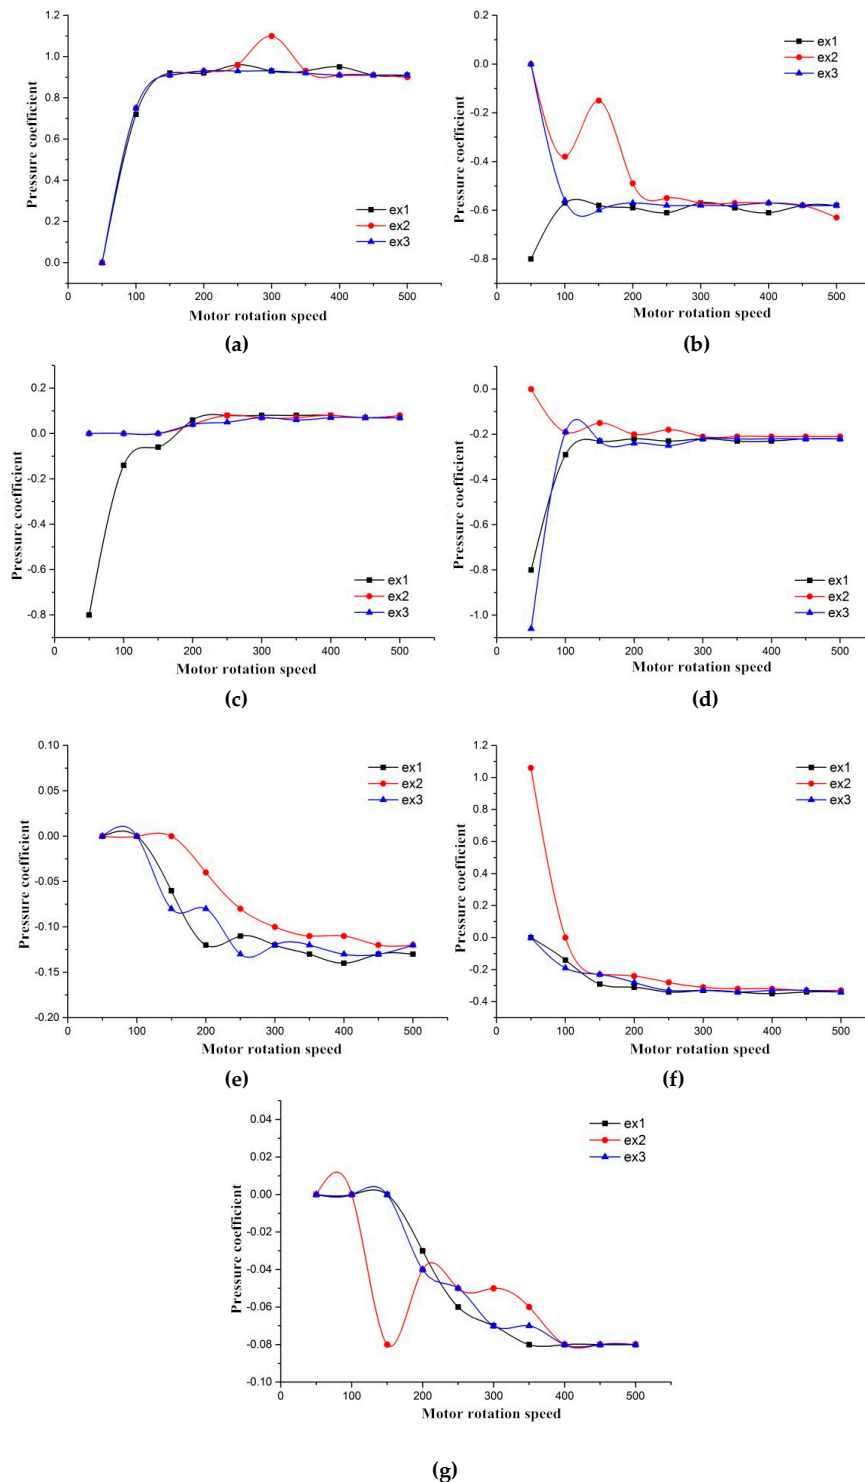 1.2
1.0
0.8
0.6
0.4
0.2
0.0
Pressure coefficient
ex1
ex2
ex3
0 100 200 300 400 500
Motor rotation speed
(a)
0.2
0.0
-0.2
-0.4
-0.6
-0.8
Pressure coefficient
ex1
ex2
ex3
0 100 200 300 400 500
Motor rotation speed
(b)
0.2
0.0
-0.2
-0.4
-0.6
-0.8
Pressure coefficient
ex1
ex2
ex3
0 100 200 300 400 500
Motor rotation speed
(c)
0.0
-0.2
-0.4
-0.6
-0.8
-1.0
Pressure coefficient
ex1
ex2
ex3
0 100 200 300 400 500
Motor rotation speed
(d)
0.10
0.05
0.00
-0.05
-0.10
-0.15
-0.20
Pressure coefficient
ex1
ex2
ex3
0 100 200 300 400 500
Motor rotation speed
(e)
1.2
1.0
0.8
0.6
0.4
0.2
0.0
-0.2
-0.4
Pressure coefficient
ex1
ex2
ex3
0 100 200 300 400 500
Motor rotation speed
(f)
0.04
0.02
0.00
-0.02
-0.04
-0.06
-0.08
-0.10
Pressure coefficient
ex1
ex2
ex3
0 100 200 300 400 500
Motor rotation speed
(g)